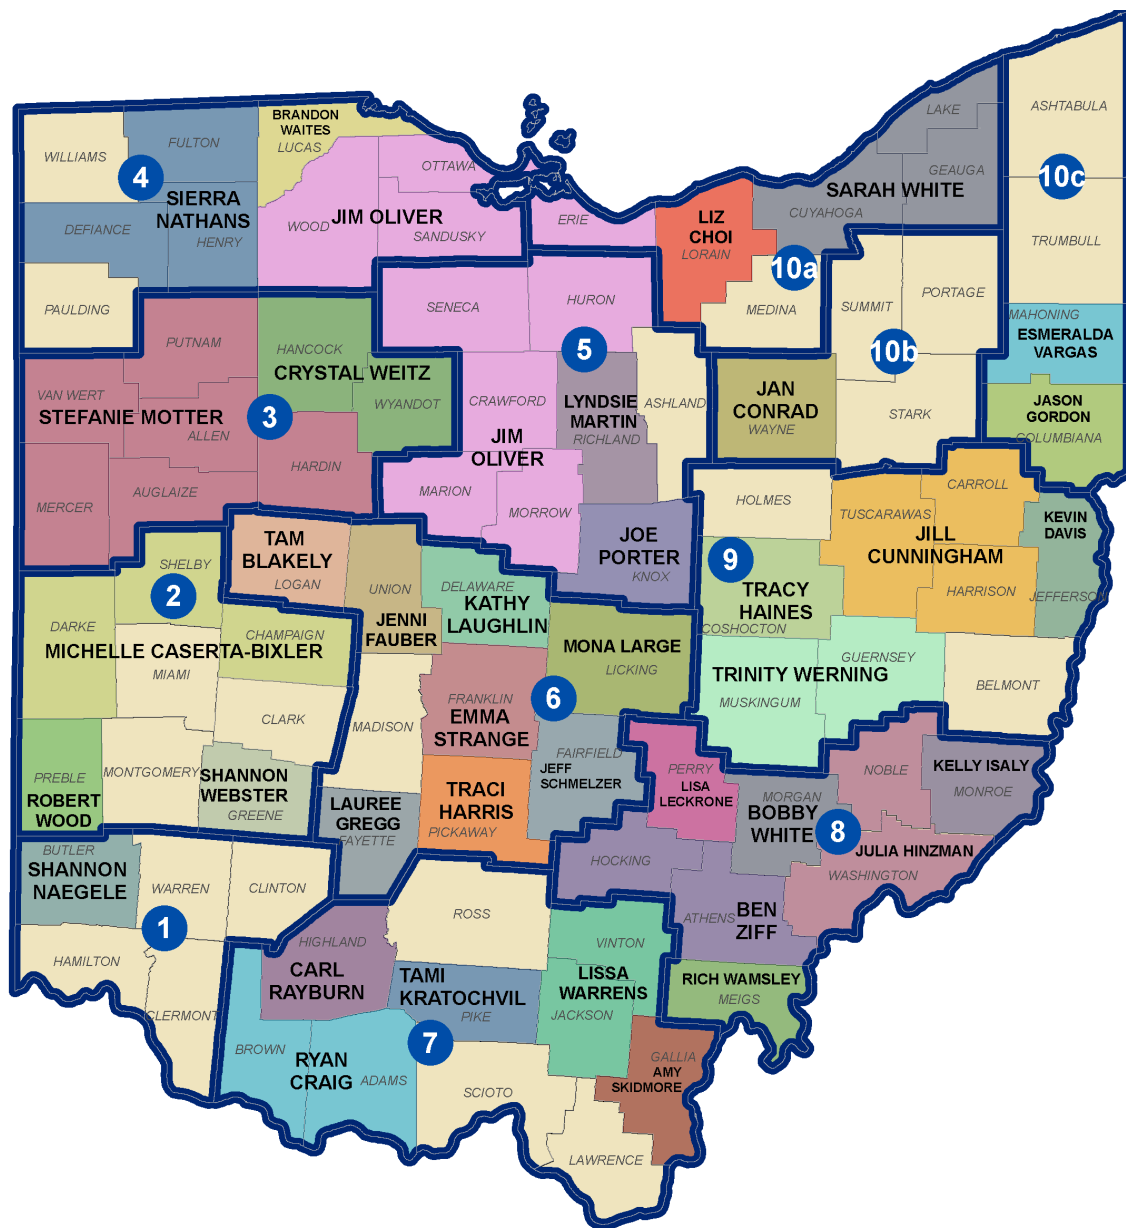 LAKE
ASHTABULA
BRANDON
WAITES
LUCAS
FULTON
WILLIAMS
4
OTTAWA
GEAUGA
10c
SARAH WHITE
SIERRA
NATHANS
JIM OLIVER
WOOD
SANDUSKY
ERIE
LIZ
CHOI
LORAIN
CUYAHOGA
DEFIANCE
HENRY
TRUMBULL
10a
PAULDING
SENECA
HURON
MEDINA
SUMMIT
PORTAGE
MAHONING
ESMERALDA
VARGAS
PUTNAM
HANCOCK
CRYSTAL WEITZ
WYANDOT
5
10b
VAN WERT
STEFANIE MOTTER
ALLEN
3
CRAWFORD
LYNDSIE
MARTIN
RICHLAND
ASHLAND
JAN
CONRAD
WAYNE
STARK
JASON
GORDON
COLUMBIANA
JIM
OLIVER
HARDIN
MERCER
AUGLAIZE
MARION
MORROW
HOLMES
CARROLL
TUSCARAWAS
KEVIN
DAVIS
TAM
BLAKELY
LOGAN
JOE
PORTER
KNOX
JILL
CUNNINGHAM
HARRISON
JEFFERSON
9
TRACY
HAINES
COSHOCTON
SHELBY
2
UNION
JENNI
FAUBER
DELAWARE
KATHY
LAUGHLIN
DARKE
CHAMPAIGN
MICHELLE CASERTA-BIXLER
MIAMI
MONA LARGE
LICKING
GUERNSEY
TRINITY WERNING
MUSKINGUM
BELMONT
CLARK
MADISON
FRANKLIN
EMMA
STRANGE
6
FAIRFIELD
JEFF
SCHMELZER
PREBLE
ROBERT
WOOD
MONTGOMERY
SHANNON
WEBSTER
GREENE
LAUREE
GREGG
FAYETTE
TRACI
HARRIS
PICKAWAY
PERRY
LISA
LECKRONE
MORGAN
BOBBY
WHITE
8
NOBLE
KELLY ISALY
MONROE
JULIA HINZMAN
WASHINGTON
BUTLER
SHANNON
NAEGELE
WARREN
CLINTON
HOCKING
1
ROSS
ATHENS
BEN
ZIFF
HAMILTON
CLERMONT
HIGHLAND
CARL
RAYBURN
TAMI
KRATOCHVIL
PIKE
VINTON
LISSA
WARRENS
JACKSON
RICH WAMSLEY
MEIGS
BROWN
RYAN
CRAIG
ADAMS
7
SCIOTO
GALLIA
AMY
SKIDMORE
LAWRENCE